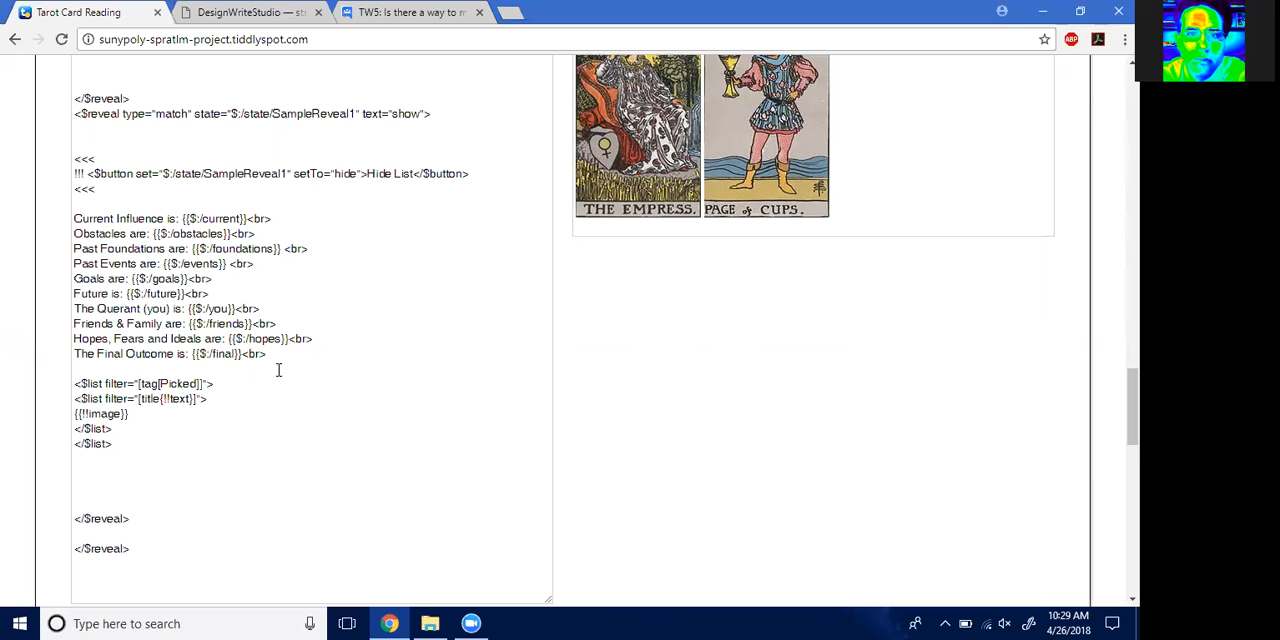 Tarot Card Reading
DesignWriteStudio — st
TW5: Is there a way to m
sunypoly-spratlm-project.tiddlyspot.com
ABP
</$reveal>
<$reveal type="match" state="$:/state/SampleReveal1" text="show">
<<<
!!! <$button set="$:/state/SampleReveal1" setTo="hide">Hide List</$button>
<<<
Current Influence is: {{$:/current}}<br>
Obstacles are: {{$:/obstacles}}<br>
Past Foundations are: {{$:/foundations}} <br>
Past Events are: {{$:/events}} <br>
Goals are: {{$:/goals}}<br>
Future is: {{$:/future}}<br>
The Querant (you) is: {{$:/you}}<br>
Friends & Family are: {{$:/friends}}<br>
Hopes, Fears and Ideals are: {{$:/hopes}}<br>
The Final Outcome is: {{$:/final}}<br>
<$list filter="[tag[Picked]]">
<$list filter="[title{!!text}]">
{{!!image}}
</$list>
</$list>
</$reveal>
</$reveal>
THE EMPRESS.
PAGE of CUPS.
Type here to search
10:29 AM
4/26/2018